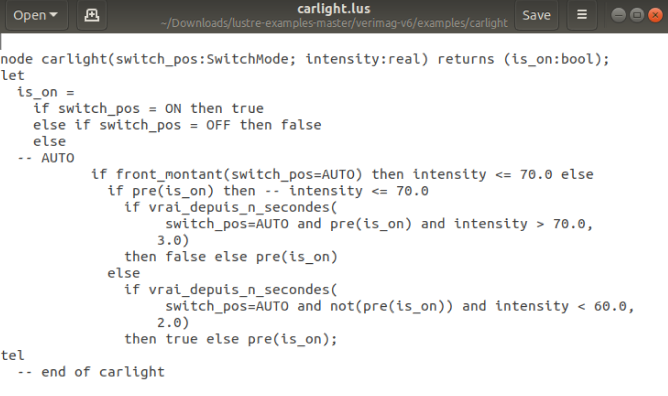 Open
carlight.lus
~/Downloads/lustre-examples-master/verimag-v6/examples/carlight
Save
node carlight(switch_pos:SwitchMode; intensity:real) returns (is_on:bool);
let
  is_on =
    if switch_pos = ON then true
    else if switch_pos = OFF then false
    else
  -- AUTO
           if front_montant(switch_pos=AUTO) then intensity <= 70.0 else
             if pre(is_on) then -- intensity <= 70.0
               if vrai_depuis_n_secondes(
                    switch_pos=AUTO and pre(is_on) and intensity > 70.0,
                   3.0)
               then false else pre(is_on)
             else
               if vrai_depuis_n_secondes(
                    switch_pos=AUTO and not(pre(is_on)) and intensity < 60.0,
                   2.0)
               then true else pre(is_on);
tel
  -- end of carlight